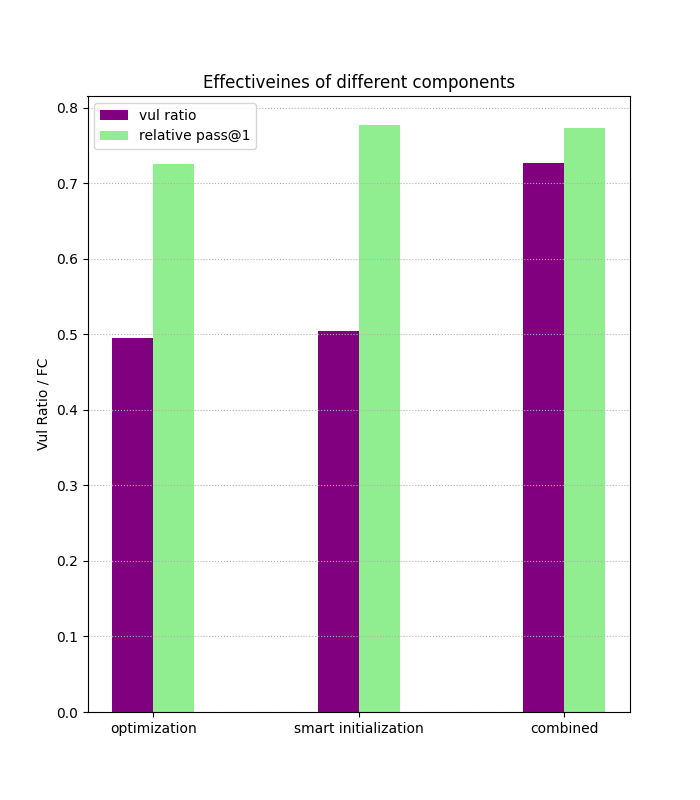 Effectiveines of different components
vul ratio
relative pass@1
Vul Ratio / FC
0.8
0.7
0.6
0.5
0.4
0.3
0.2
0.1
0.0
optimization
smart initialization
combined